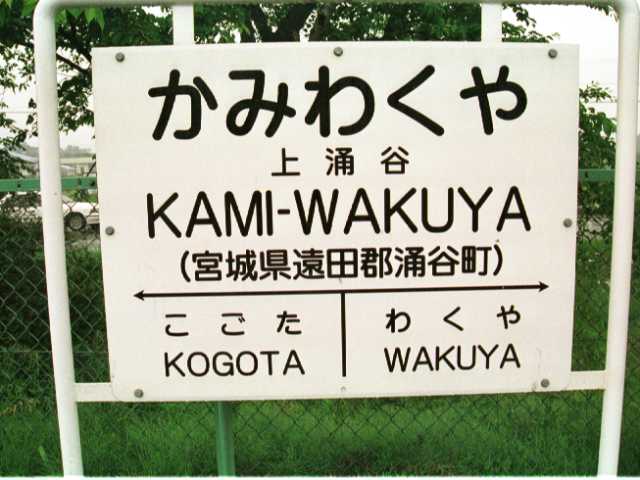 かみわくや
上涌谷
KAMI-WAKUYA
(宮城県遠田郡涌谷町)
こごた わくや
KOGOTA WAKUYA